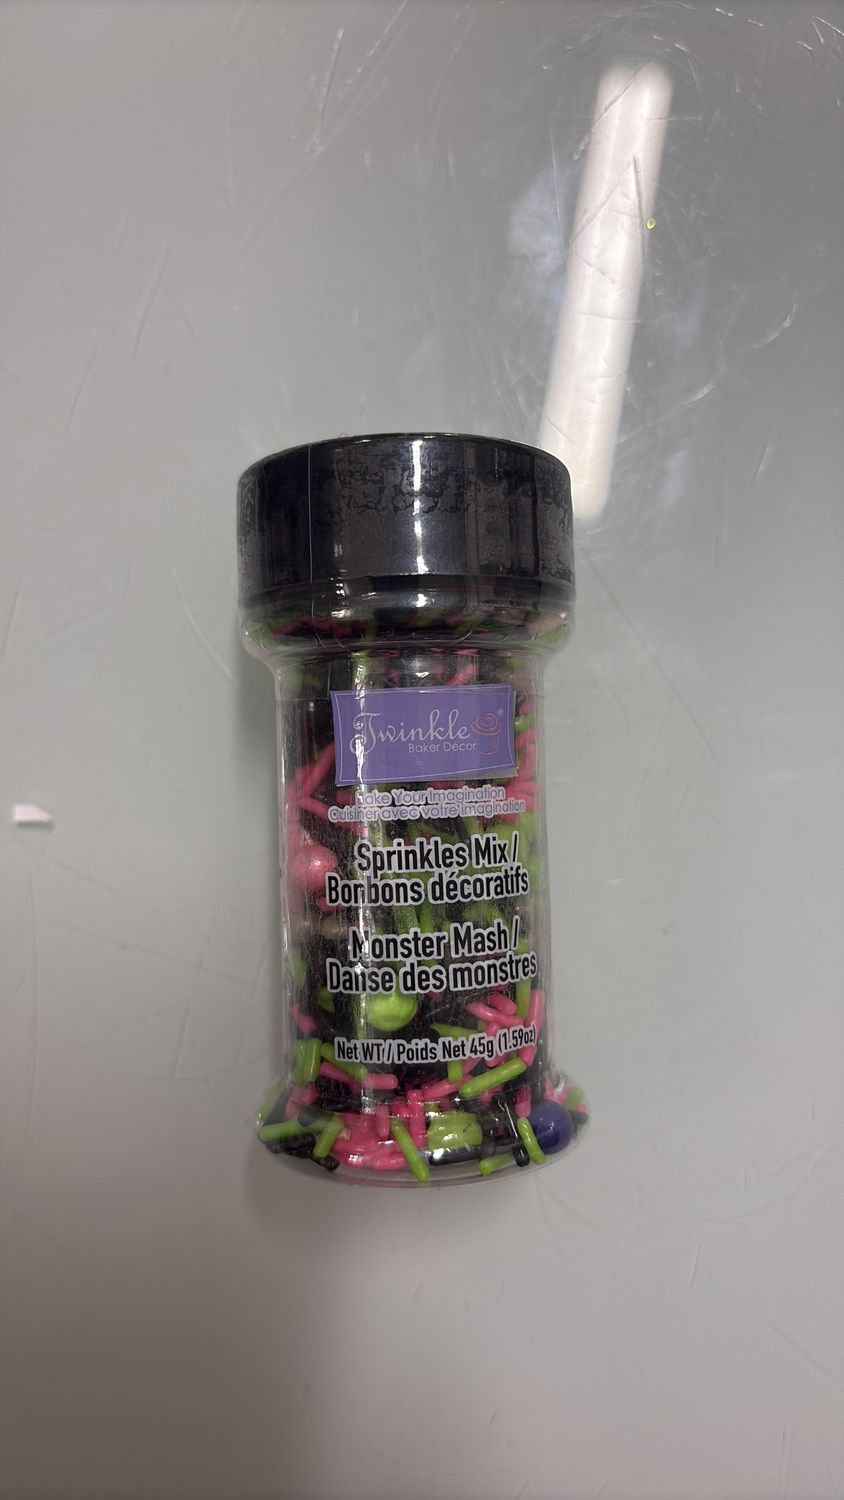 Twinkle®
Baker Décor
Bake Your Imagination
Cuisiner avec votre imagination
Sprinkles Mix /
Bonbons décoratifs
Monster Mash /
Danse des monstres
Net WT / Poids Net 45g (1.59oz)